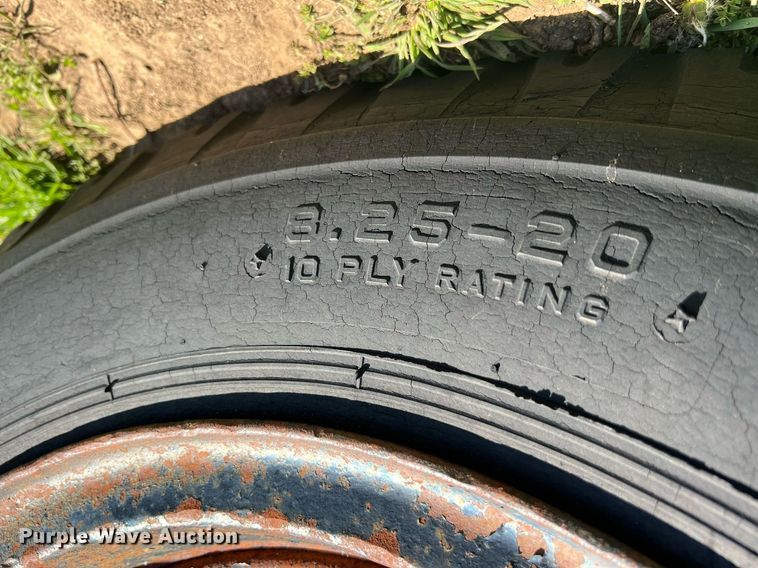 8.25-20
10 PLY RATING
Purple Wave Auction